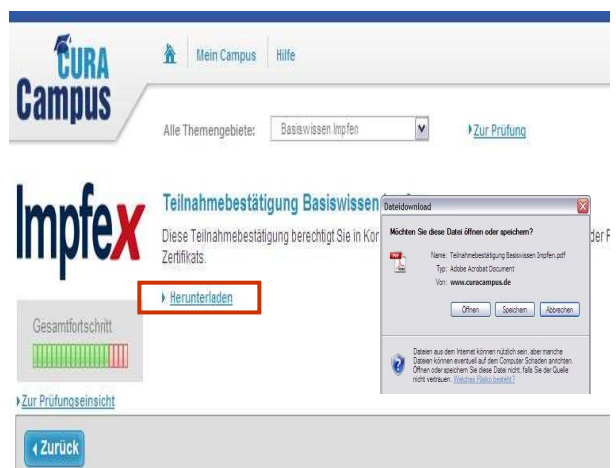 CURA
Campus
Mein Campus
Hilfe
Alle Themengebiete:
Basiswissen Impfen
Zur Prüfung
Impfex
Teilnahmebestätigung Basiswissen
Diese Teilnahmebestätigung berechtigt Sie in Kor
der F
Zertifikats.
Herunterladen
Gesamtfortschritt
Zur Prüfungseinsicht
Zurück
Dateidownload
Möchten Sie diese Datei öffnen oder speichern?
Name: Teilnahmebestätigung Basiswissen Impfen.pdf
Typ: Adobe Acrobat Document
Von: www.curacampus.de
Öffnen
Speichern
Abbrechen
Dateien aus dem Internet können nützlich sein, aber manche
Dateien können eventuell auf dem Computer Schaden anrichten.
Öffnen oder speichern Sie diese Datei nicht, falls Sie der Quelle
nicht vertrauen. Welches Risiko besteht?